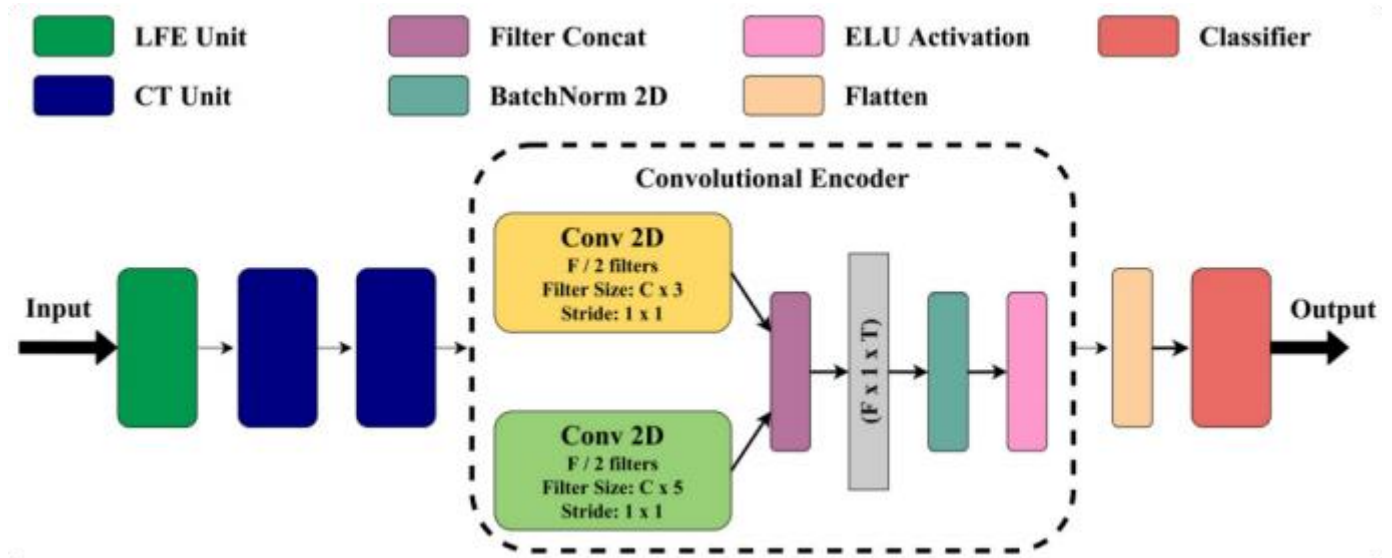 LFE Unit
Filter Concat
ELU Activation
Classifier
CT Unit
BatchNorm 2D
Flatten
Convolutional Encoder
Conv 2D
F / 2 filters
Filter Size: C x 3
Stride: 1 x 1
Input
(F x 1 x T)
Output
Conv 2D
F / 2 filters
Filter Size: C x 5
Stride: 1 x 1